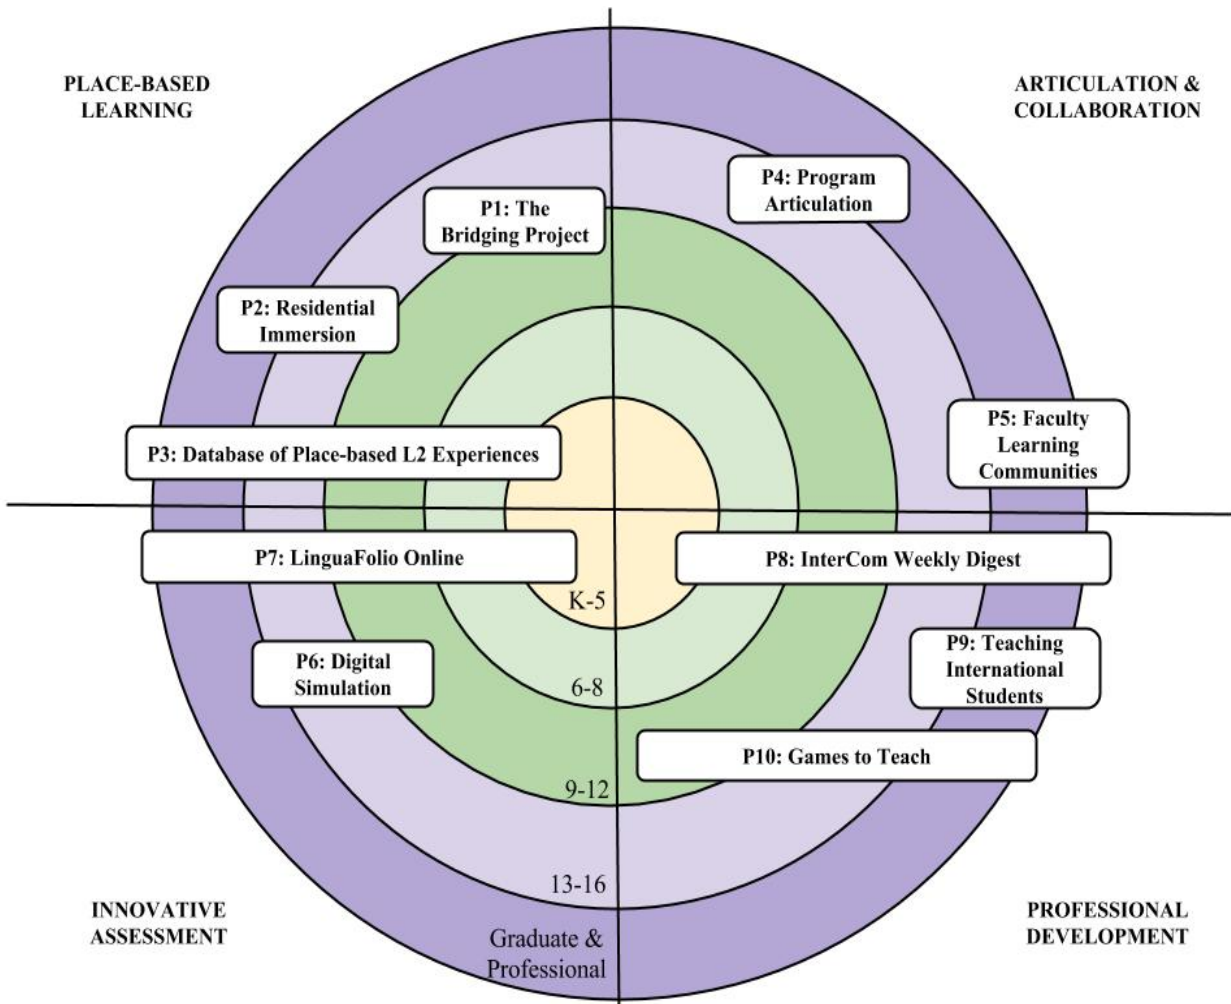 PLACE-BASED
LEARNING
ARTICULATION &
COLLABORATION
P4: Program
Articulation
P1: The
Bridging Project
P2: Residential
Immersion
P5: Faculty
Learning
Communities
P3: Database of Place-based L2 Experiences
P7: LinguaFolio Online
P8: InterCom Weekly Digest
K-5
P6: Digital
Simulation
P9: Teaching
International
Students
6-8
P10: Games to Teach
9-12
13-16
INNOVATIVE
ASSESSMENT
PROFESSIONAL
DEVELOPMENT
Graduate &
Professional